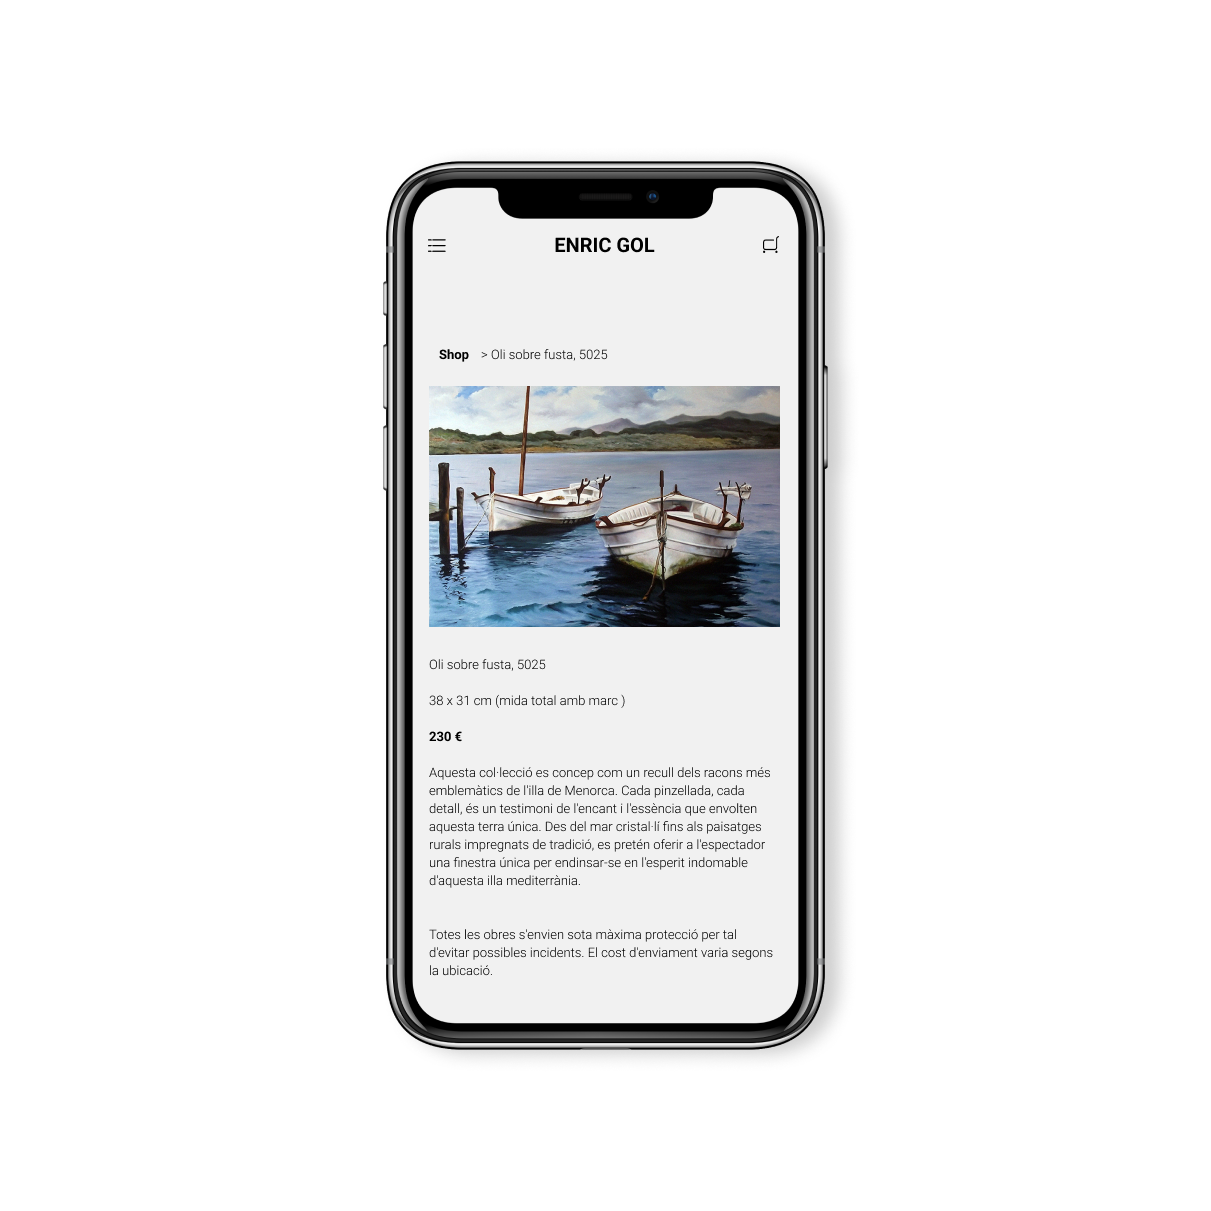 ENRIC GOL
Shop > Oli sobre fusta, 5025
Oli sobre fusta, 5025
38 x 31 cm (mida total amb marc )
230 €
Aquesta col·lecció es concep com un recull dels racons més
emblemàtics de l'illa de Menorca. Cada pinzellada, cada
detall, és un testimoni de l'encant i l'essència que envolten
aquesta terra única. Des del mar cristal·lí fins als paisatges
rurals impregnats de tradició, es pretén oferir a l'espectador
una finestra única per endinsar-se en l'esperit indomable
d'aquesta illa mediterrània.
Totes les obres s'envien sota màxima protecció per tal
d'evitar possibles incidents. El cost d'enviament varia segons
la ubicació.